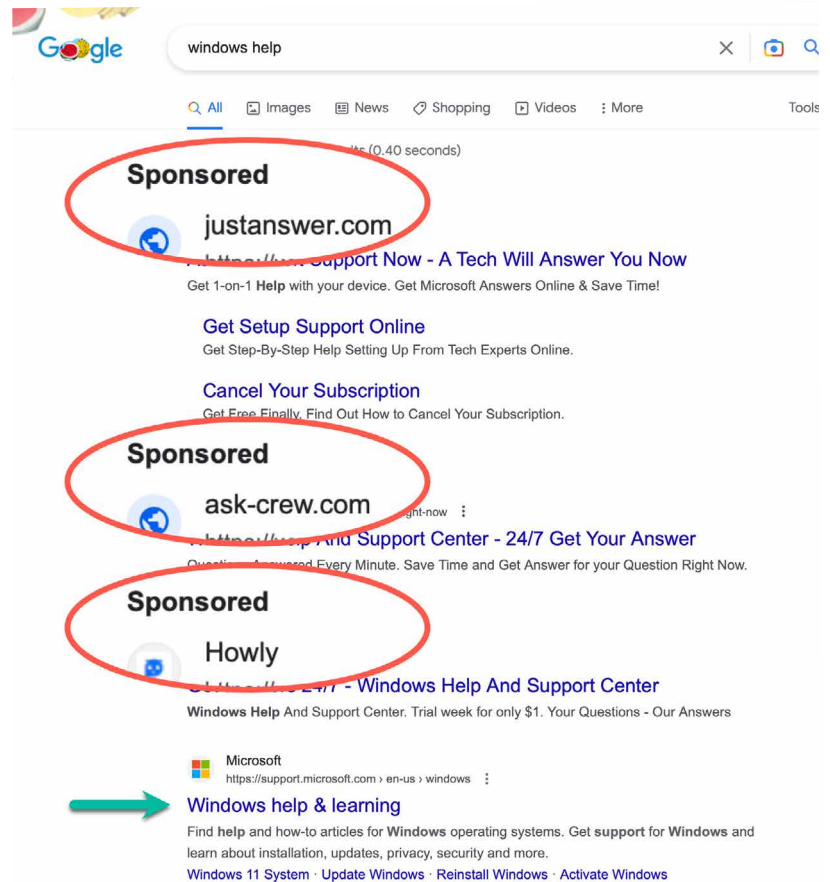 Google
windows help
All Images News Shopping Videos More Tools
(0.40 seconds)
Sponsored
justanswer.com
Support Now - A Tech Will Answer You Now
Get 1-on-1 Help with your device. Get Microsoft Answers Online & Save Time!
Get Setup Support Online
Get Step-By-Step Help Setting Up From Tech Experts Online.
Cancel Your Subscription
Get Free Finally, Find Out How to Cancel Your Subscription.
Sponsored
ask-crew.com
And Support Center - 24/7 Get Your Answer
Answered Every Minute. Save Time and Get Answer for your Question Right Now.
Sponsored
Howly
24/7 - Windows Help And Support Center
Windows Help And Support Center. Trial week for only $1. Your Questions - Our Answers
Microsoft
https://support.microsoft.com › en-us › windows
Windows help & learning
Find help and how-to articles for Windows operating systems. Get support for Windows and
learn about installation, updates, privacy, security and more.
Windows 11 System · Update Windows · Reinstall Windows · Activate Windows